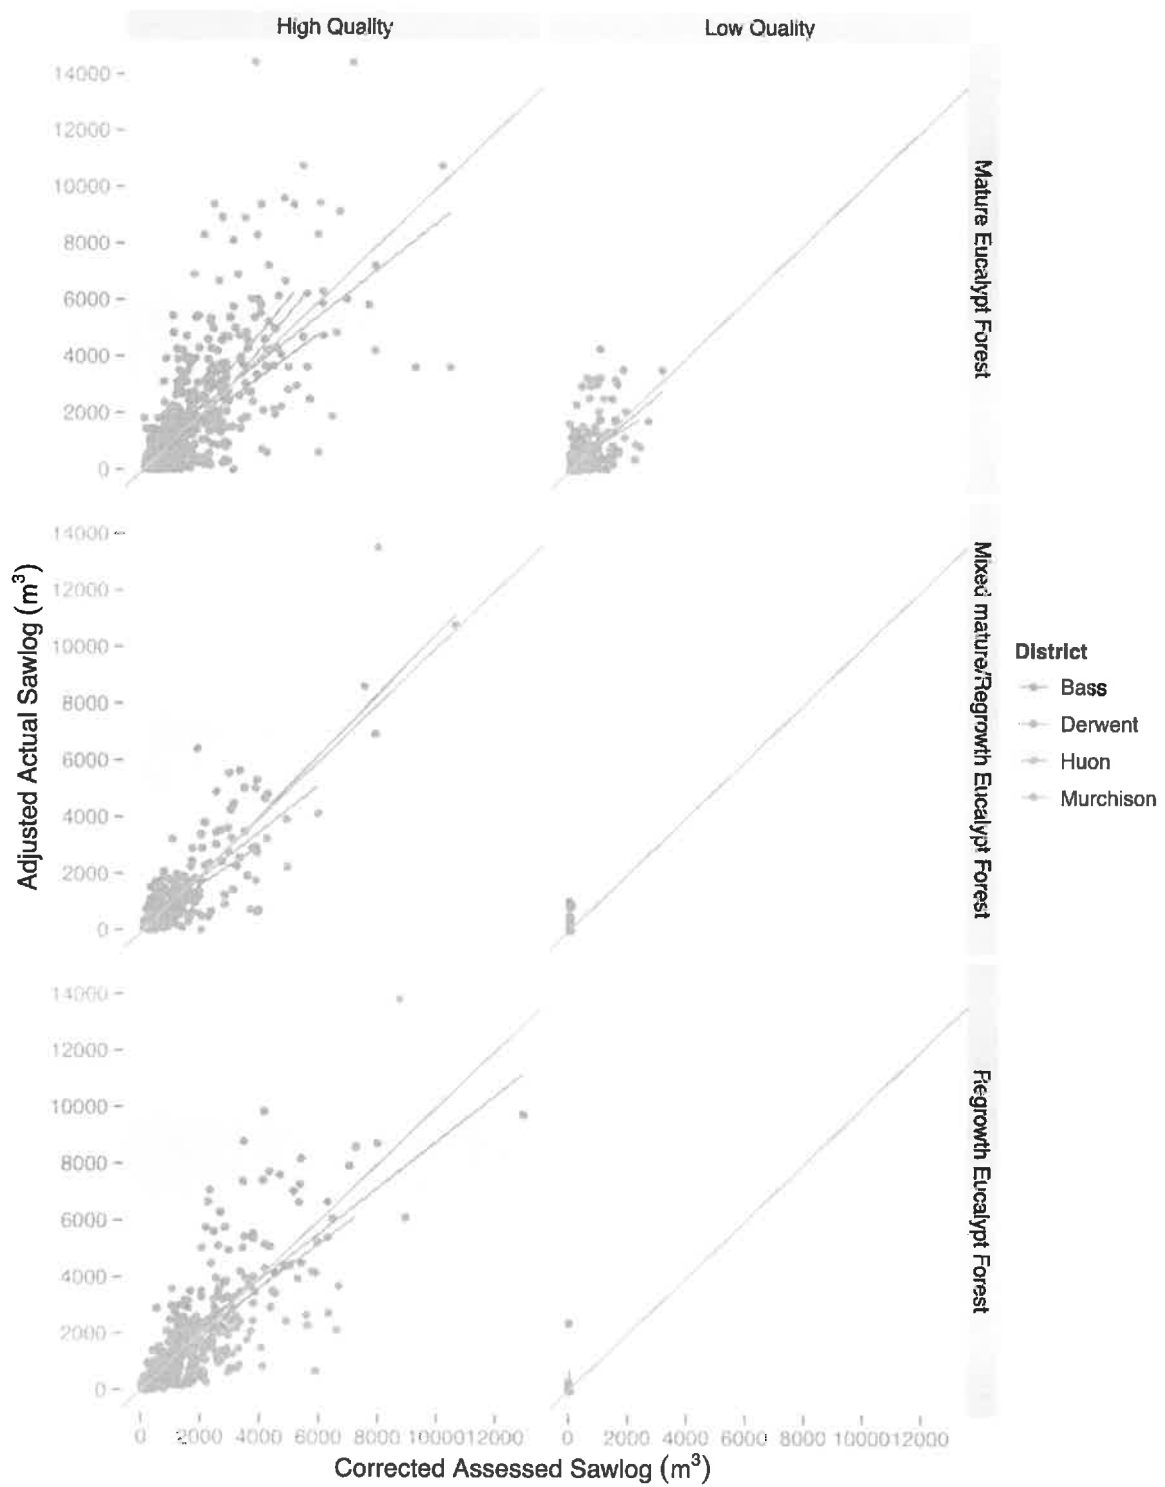 High Quality
Low Quality
14000
12000
10000
8000
6000
4000
2000
0
Mature Eucalypt Forest
14000
12000
10000
8000
6000
4000
2000
0
Mixed mature/Regrowth Eucalypt Forest
14000
12000
10000
8000
6000
4000
2000
0
Regrowth Eucalypt Forest
Adjusted Actual Sawlog (m³)
0 2000 4000 6000 8000 10000 12000
0 2000 4000 6000 8000 10000 12000
Corrected Assessed Sawlog (m³)
District
Bass
Derwent
Huon
Murchison